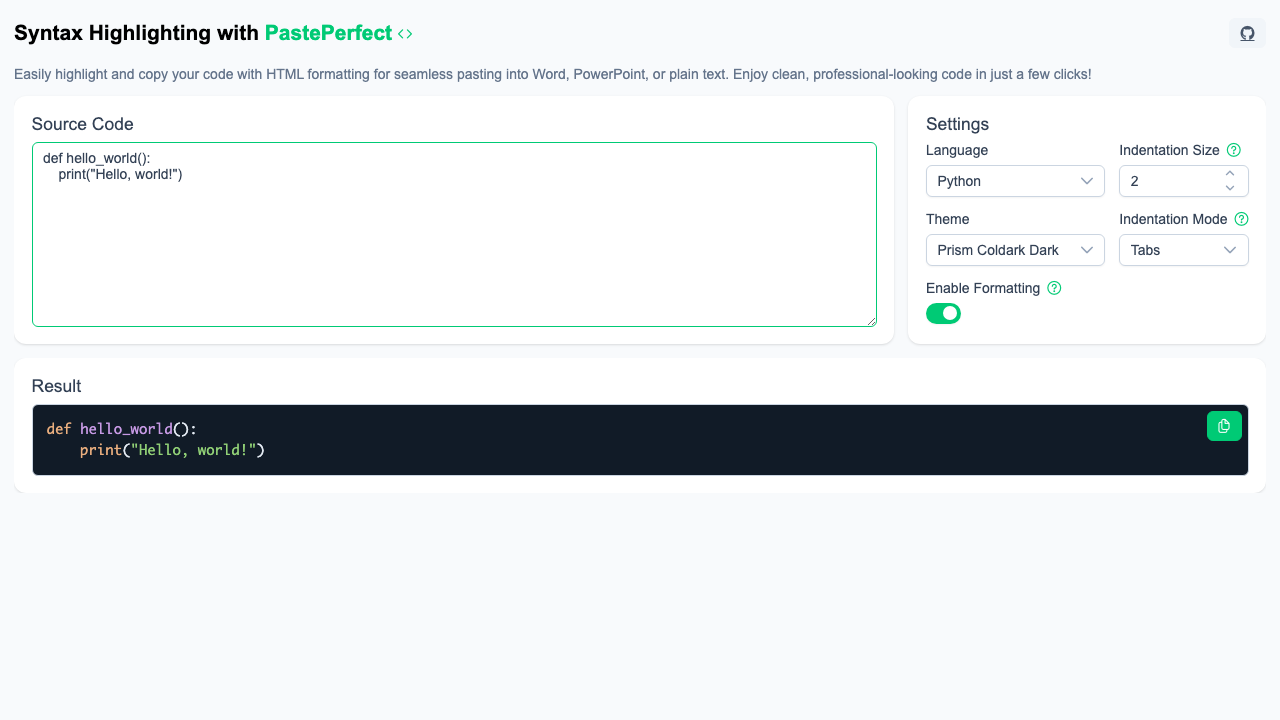 Syntax Highlighting with PastePerfect <>
Easily highlight and copy your code with HTML formatting for seamless pasting into Word, PowerPoint, or plain text. Enjoy clean, professional-looking code in just a few clicks!
Source Code
def hello_world():
    print("Hello, world!")
Settings
Language
Indentation Size ?
Python
2
Theme
Indentation Mode ?
Prism Coldark Dark
Tabs
Enable Formatting ?
Result
def hello_world():
    print("Hello, world!")